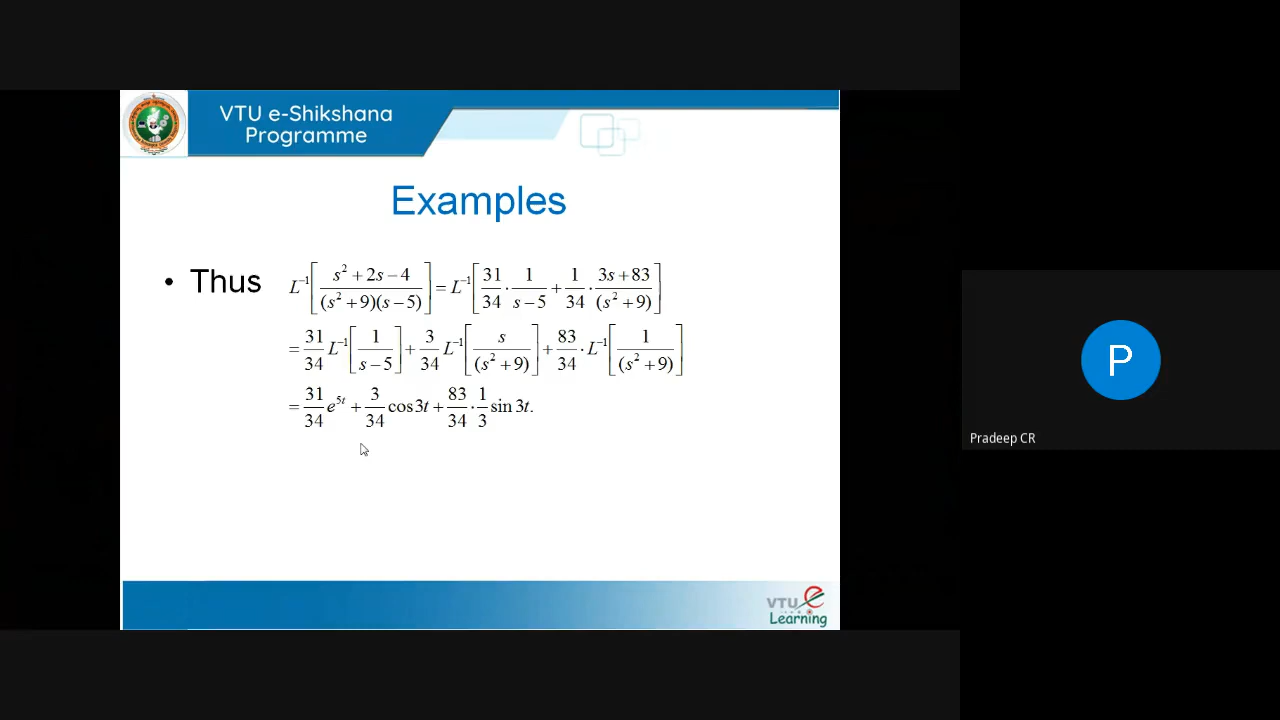 VTU e-Shikshana
Programme
Examples
• Thus L⁻¹[(s² + 2s − 4)/((s² + 9)(s − 5))] = L⁻¹[31/34 · 1/(s − 5) + 1/34 · (3s + 83)/(s² + 9)]
= 31/34 L⁻¹[1/(s − 5)] + 3/34 L⁻¹[s/(s² + 9)] + 83/34 · L⁻¹[1/(s² + 9)]
= 31/34 e⁵ᵗ + 3/34 cos 3t + 83/34 · 1/3 sin 3t.
VTU e
Learning
P
Pradeep CR